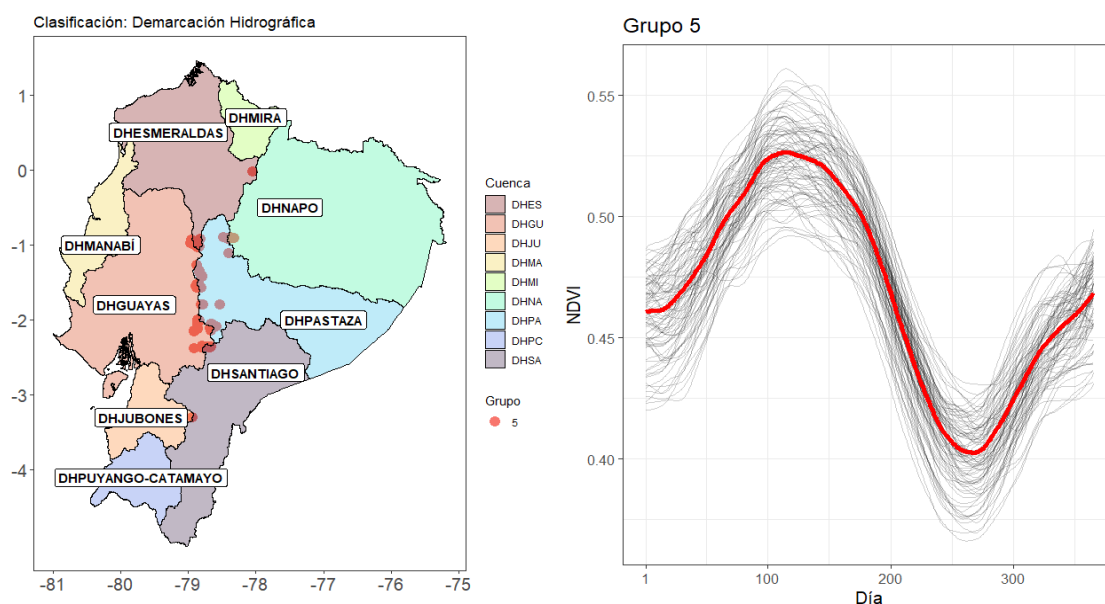 Clasificación: Demarcación Hidrográfica
1
0
-1
-2
-3
-4
-81
-80
-79
-78
-77
-76
-75
DHMIRA
DHESMERALDAS
DHNAPO
DHMANABÍ
DHGUAYAS
DHPASTAZA
DHSANTIAGO
DHJUBONES
DHPUYANGO-CATAMAYO
Cuenca
DHES
DHGU
DHJU
DHMA
DHMI
DHNA
DHPA
DHPC
DHSA
Grupo
5
Grupo 5
NDVI
0.55
0.50
0.45
0.40
1
100
200
300
Día